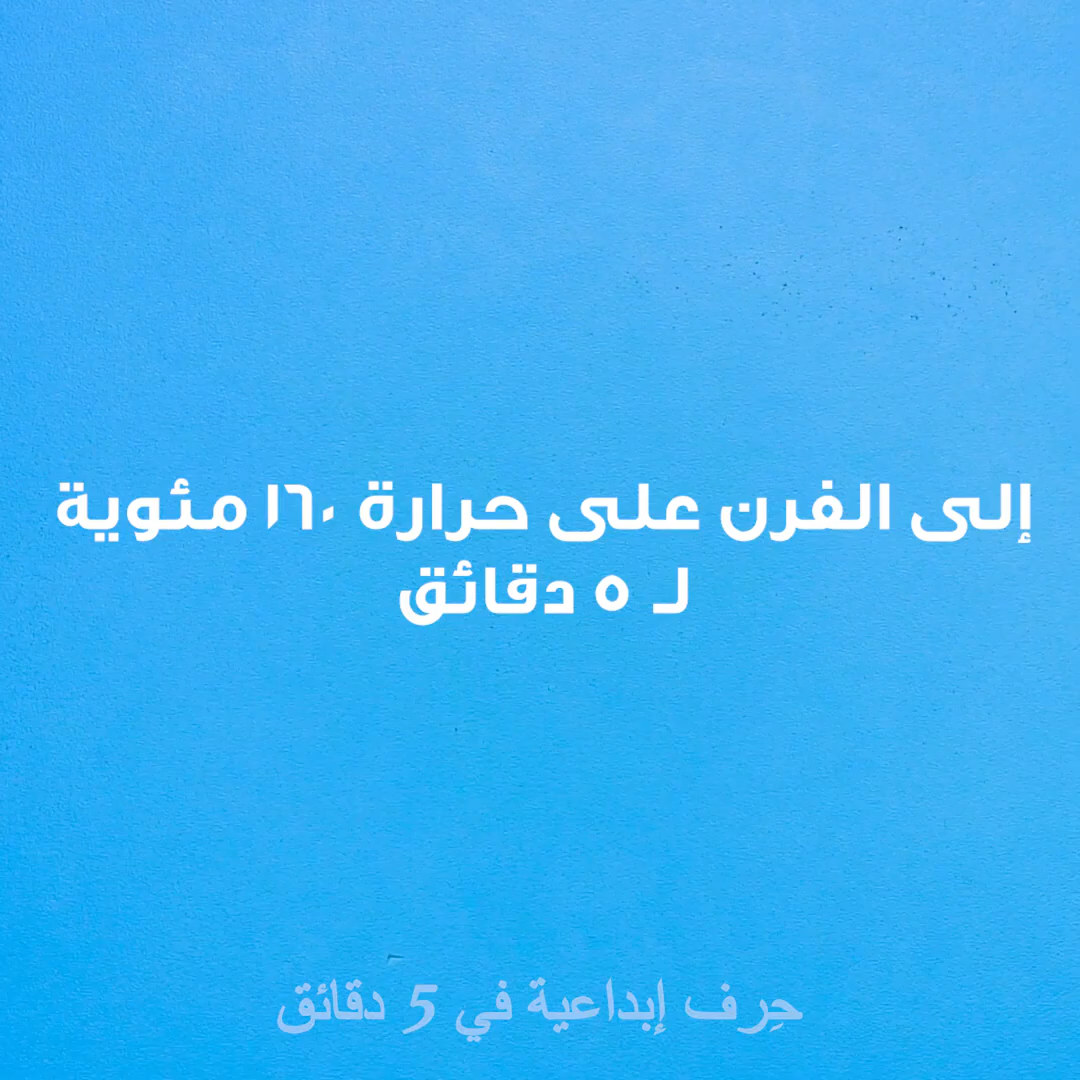 إلى الفرن على حرارة ١٦٠ مئوية
لـ ٥ دقائق
حِرف إبداعية في 5 دقائق